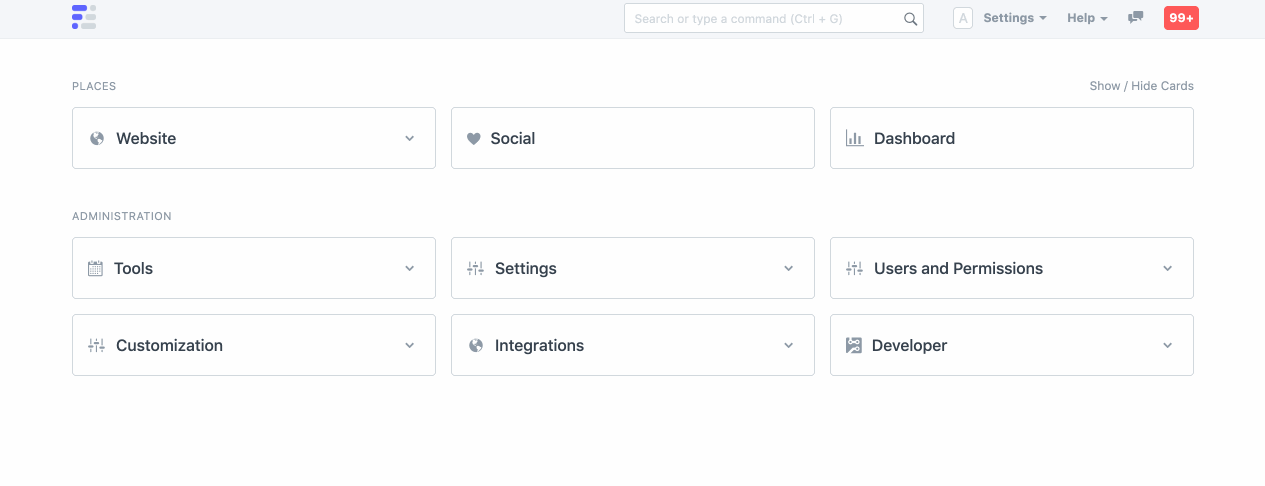 Search or type a command (Ctrl + G) A Settings Help 99+
PLACES Show / Hide Cards
Website Social Dashboard
ADMINISTRATION
Tools Settings Users and Permissions
Customization Integrations Developer